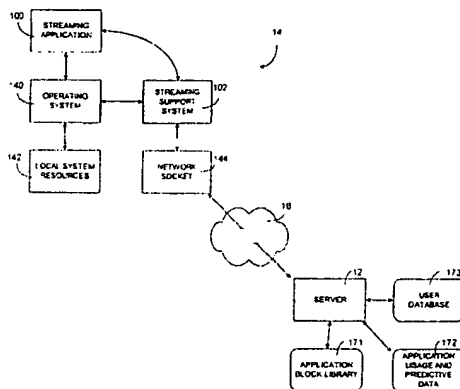 100
STREAMING
APPLICATION
14
140
OPERATING
SYSTEM
STREAMING
SUPPORT
SYSTEM
102
142
LOCAL SYSTEM
RESOURCES
NETWORK
SOCKET
144
18
12
SERVER
173
USER
DATABASE
171
APPLICATION
BLOCK LIBRARY
172
APPLICATION
USAGE AND
PREDICTIVE
DATA